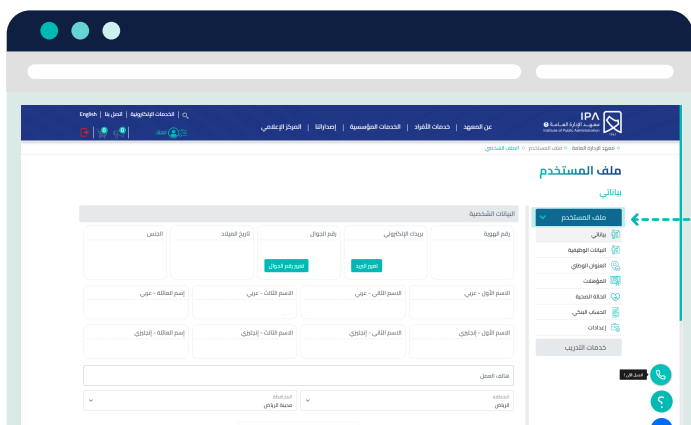 الخدمات الإلكترونية | اتصل بنا | English
IPA
معهد الإدارة العامة
Institute of Public Administration
عن المعهد | خدمات الأفراد | الخدمات المؤسسية | إصداراتنا | المركز الإعلامي
0 0
معهد الإدارة العامة » ملف المستخدم » الملف الشخصي
ملف المستخدم
بياناتي
ملف المستخدم
بياناتي
البيانات الوظيفية
العنوان الوطني
المؤهلات
الحالة الصحية
الحساب البنكي
إعدادات
خدمات التدريب
البيانات الشخصية
رقم الهوية
بريدك الإلكتروني
رقم الجوال
تاريخ الميلاد
الجنس
تغيير البريد
تغيير رقم الجوال
الاسم الأول - عربي
الاسم الثاني - عربي
الاسم الثالث - عربي
إسم العائلة - عربي
الاسم الأول - إنجليزي
الاسم الثاني - إنجليزي
الاسم الثالث - إنجليزي
إسم العائلة - إنجليزي
هاتف العمل
المنطقة
الرياض
المحافظة
مدينة الرياض
اتصل الآن!
؟